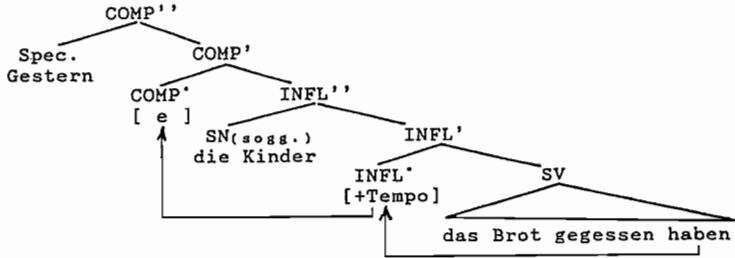 COMP''
Spec. COMP'
Gestern
COMP° INFL''
[ e ]
SN(sogg.) INFL'
die Kinder
INFL° SV
[+Tempo]
das Brot gegessen haben